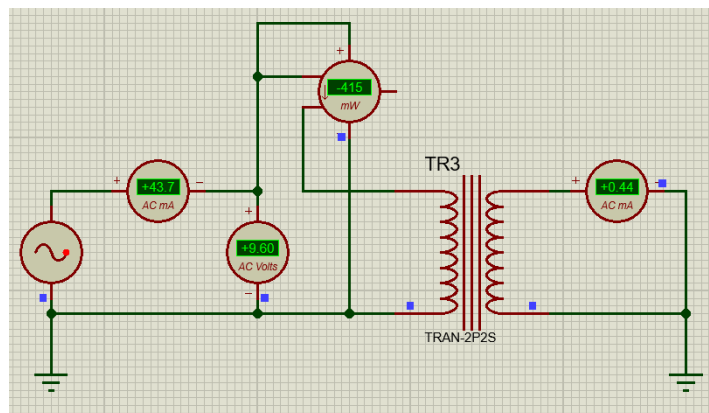 +
-415
mW
TR3
+
+43.7
AC mA
−
+
+0.44
AC mA
−
+
+9.60
AC Volts
−
TRAN-2P2S